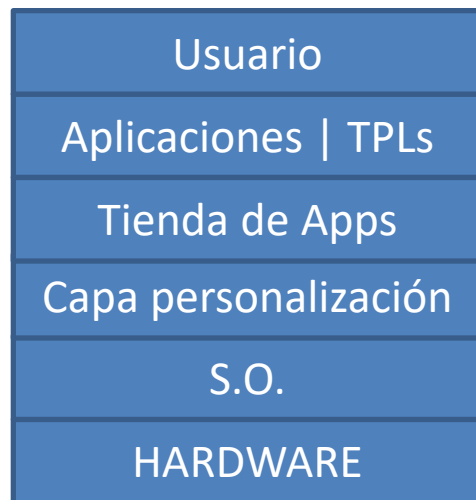 Usuario
Aplicaciones | TPLs
Tienda de Apps
Capa personalización
S.O.
HARDWARE